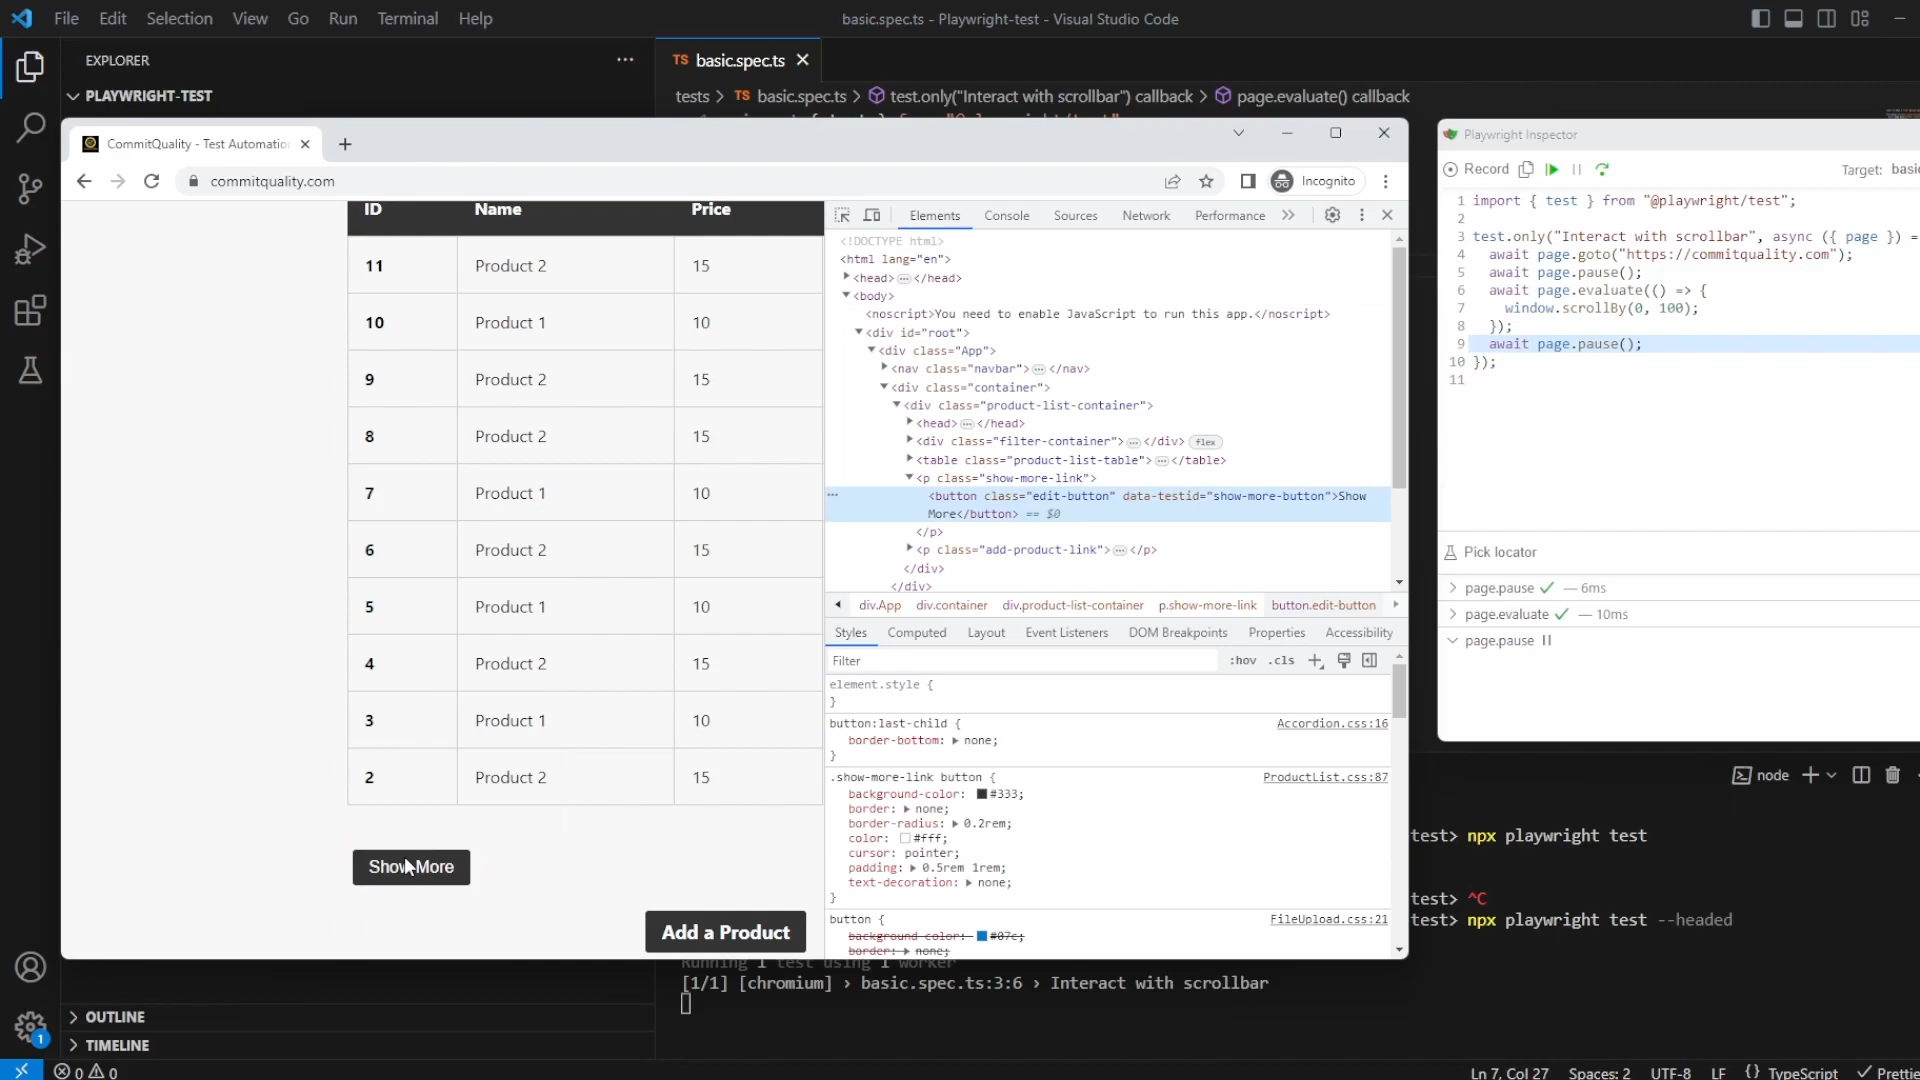 File Edit Selection View Go Run Terminal Help
basic.spec.ts - Playwright-test - Visual Studio Code
EXPLORER
PLAYWRIGHT-TEST
TS basic.spec.ts
tests > TS basic.spec.ts > test.only("Interact with scrollbar") callback > page.evaluate() callback
CommitQuality - Test Automation
commitquality.com
Incognito
ID Name Price
11 Product 2 15
10 Product 1 10
9 Product 2 15
8 Product 2 15
7 Product 1 10
6 Product 2 15
5 Product 1 10
4 Product 2 15
3 Product 1 10
2 Product 2 15
Show More
Add a Product
Elements Console Sources Network Performance
<!DOCTYPE html>
<html lang="en">
<head> </head>
<body>
<noscript>You need to enable JavaScript to run this app.</noscript>
<div id="root">
<div class="App">
<nav class="navbar"> </nav>
<div class="container">
<div class="product-list-container">
<head> </head>
<div class="filter-container"> </div> flex
<table class="product-list-table"> </table>
<p class="show-more-link">
<button class="edit-button" data-testid="show-more-button">Show
More</button> == $0
</p>
<p class="add-product-link"> </p>
</div>
</div>
div.App div.container div.product-list-container p.show-more-link button.edit-button
Styles Computed Layout Event Listeners DOM Breakpoints Properties Accessibility
Filter :hov .cls
element.style {
}
button:last-child { Accordion.css:16
border-bottom: none;
}
.show-more-link button { ProductList.css:87
background-color: #333;
border: none;
border-radius: 0.2rem;
color: #fff;
cursor: pointer;
padding: 0.5rem 1rem;
text-decoration: none;
}
button { FileUpload.css:21
background-color: #07c;
border: none;
Playwright Inspector
Record Target: basic
1 import { test } from "@playwright/test";
2
3 test.only("Interact with scrollbar", async ({ page }) =
4 await page.goto("https://commitquality.com");
5 await page.pause();
6 await page.evaluate(() => {
7 window.scrollBy(0, 100);
8 });
9 await page.pause();
10 });
11
Pick locator
page.pause — 6ms
page.evaluate — 10ms
page.pause
node
test> npx playwright test
test> ^C
test> npx playwright test --headed
Running 1 test using 1 worker
[1/1] [chromium] › basic.spec.ts:3:6 › Interact with scrollbar
OUTLINE
TIMELINE
1
0 0
Ln 7, Col 27 Spaces: 2 UTF-8 LF {} TypeScript Prettie